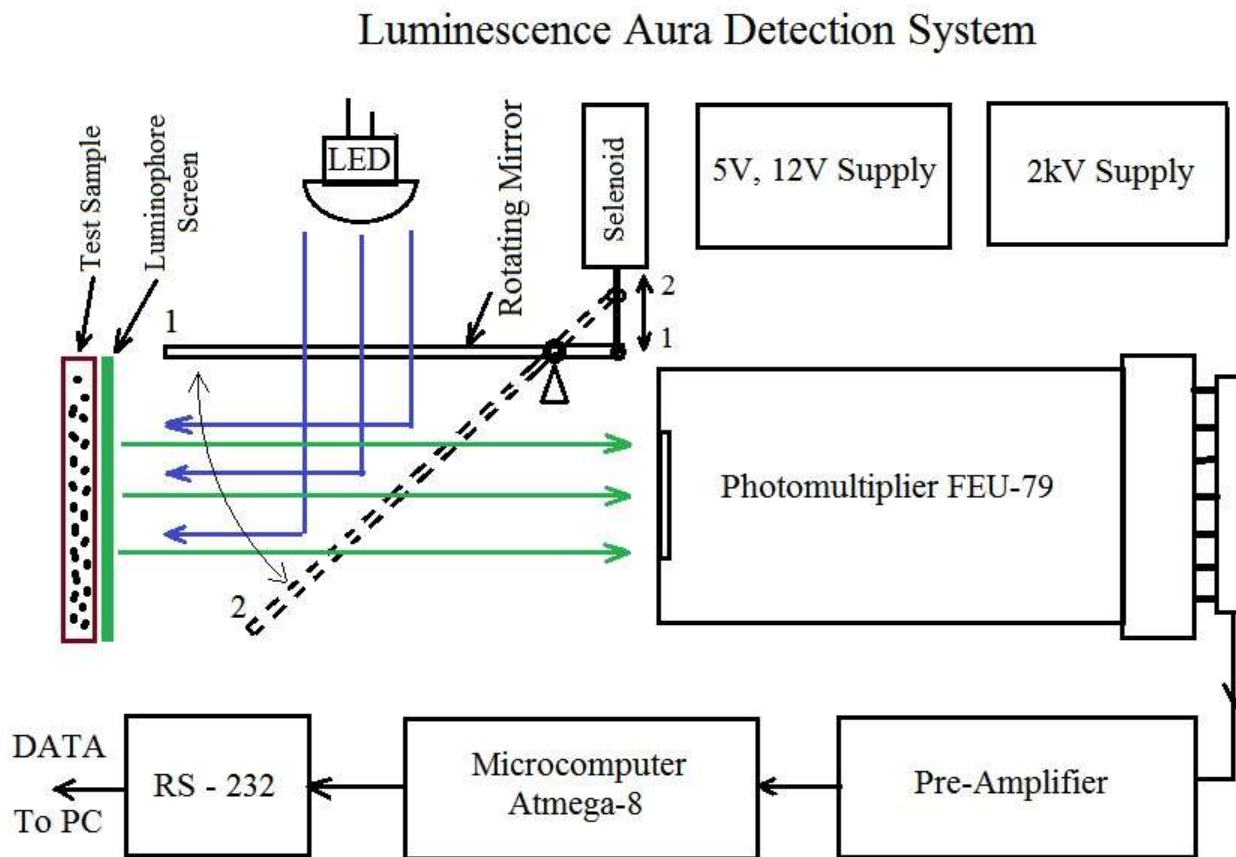 Luminescence Aura Detection System
Test Sample
Luminophore
Screen
LED
Rotating Mirror
Selenoid
5V, 12V Supply
2kV Supply
1
2
1
2
Photomultiplier FEU-79
DATA
To PC
RS - 232
Microcomputer
Atmega-8
Pre-Amplifier